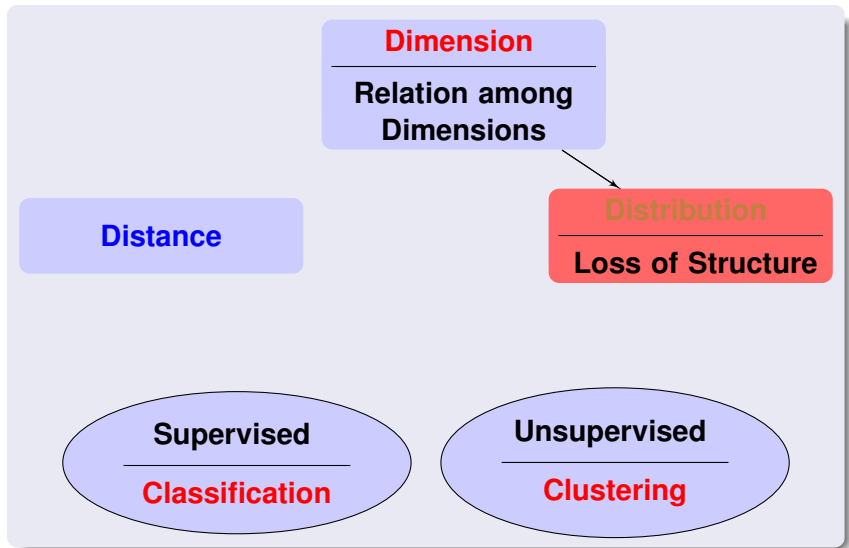 Dimension
Relation among
Dimensions
Distance
Distribution
Loss of Structure
Supervised
Classification
Unsupervised
Clustering